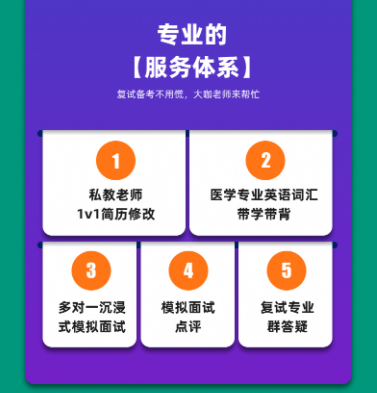 专业的
【服务体系】
复试备考不用慌，大咖老师来帮忙
1
私教老师
1v1简历修改
2
医学专业英语词汇
带学带背
3
多对一沉浸
式模拟面试
4
模拟面试
点评
5
复试专业
群答疑